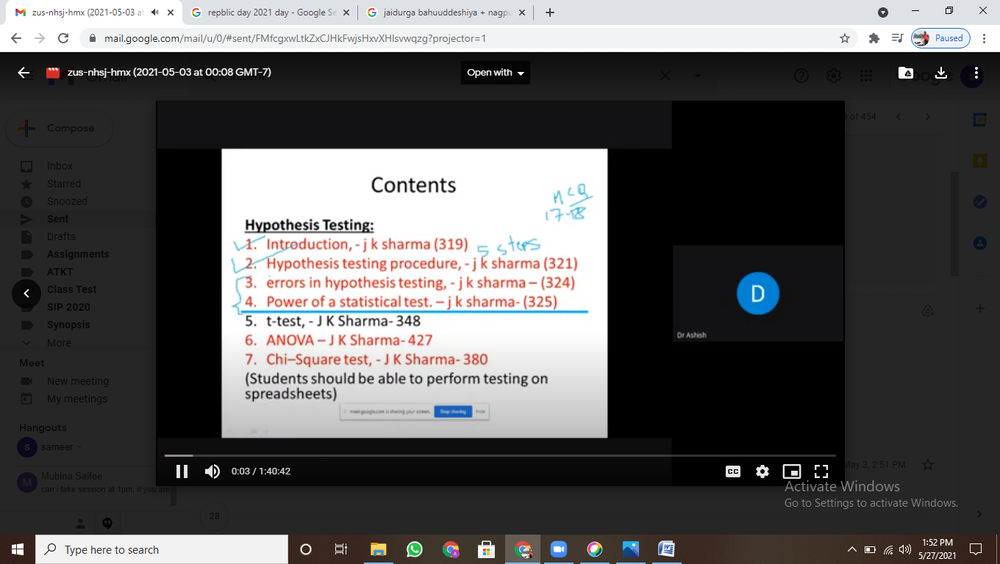 zus-nhsj-hmx (2021-05-03 at
repblic day 2021 day - Google Se
jaidurga bahuuddeshiya + nagpu
mail.google.com/mail/u/0/#sent/FMfcgxwLtkZxCJHkFwjsHxvXHlsvwqzg?projector=1
Paused
zus-nhsj-hmx (2021-05-03 at 00:08 GMT-7)
Open with
Compose
of 454
Inbox
Starred
Snoozed
Sent
Drafts
Assignments
ATKT
Class Test
SIP 2020
Synopsis
More
Meet
New meeting
My meetings
Hangouts
S sameer
M Mubina Saifee
can i take session at 1pm, if you are
Contents
MCQ
17-18
Hypothesis Testing:
1. Introduction, - j k sharma (319)
5 steps
2. Hypothesis testing procedure, - j k sharma (321)
3. errors in hypothesis testing, - j k sharma – (324)
4. Power of a statistical test. – j k sharma- (325)
5. t-test, - J K Sharma- 348
6. ANOVA – J K Sharma- 427
7. Chi–Square test, - J K Sharma- 380
(Students should be able to perform testing on
spreadsheets)
meet.google.com is sharing your screen.
Stop sharing
Hide
D
Dr Ashish
0:03 / 1:40:42
CC
May 3, 2:51 PM
28
Activate Windows
Go to Settings to activate Windows.
Type here to search
1:52 PM
5/27/2021